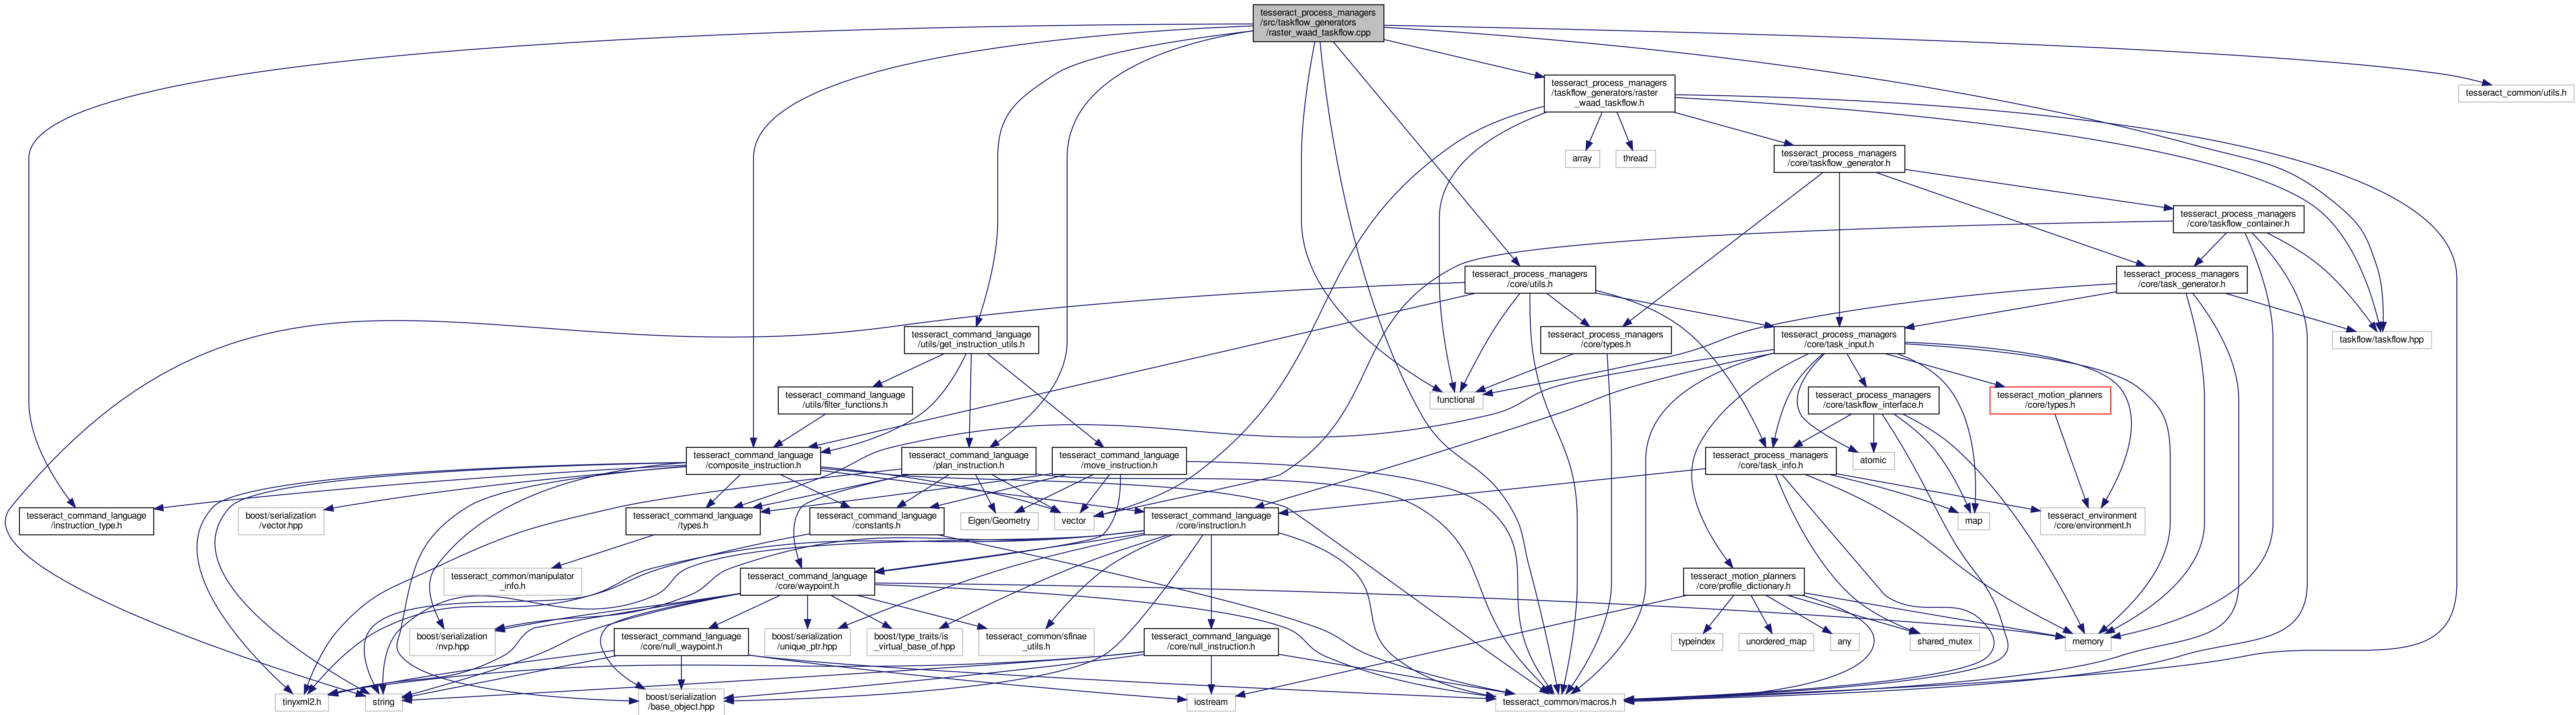 tesseract_process_managers
/src/taskflow_generators
/raster_waad_taskflow.cpp
tesseract_process_managers
/taskflow_generators/raster
_waad_taskflow.h
tesseract_common/utils.h
array
thread
tesseract_process_managers
/core/taskflow_generator.h
tesseract_process_managers
/core/taskflow_container.h
tesseract_process_managers
/core/utils.h
tesseract_process_managers
/core/task_generator.h
tesseract_command_language
/utils/get_instruction_utils.h
tesseract_process_managers
/core/types.h
tesseract_process_managers
/core/task_input.h
taskflow/taskflow.hpp
tesseract_command_language
/utils/filter_functions.h
functional
tesseract_process_managers
/core/taskflow_interface.h
tesseract_motion_planners
/core/types.h
tesseract_command_language
/composite_instruction.h
tesseract_command_language
/plan_instruction.h
tesseract_command_language
/move_instruction.h
tesseract_process_managers
/core/task_info.h
atomic
tesseract_command_language
/instruction_type.h
boost/serialization
/vector.hpp
tesseract_command_language
/types.h
tesseract_command_language
/constants.h
Eigen/Geometry
vector
tesseract_command_language
/core/instruction.h
map
tesseract_environment
/core/environment.h
tesseract_common/manipulator
_info.h
tesseract_command_language
/core/waypoint.h
tesseract_motion_planners
/core/profile_dictionary.h
boost/serialization
/nvp.hpp
tesseract_command_language
/core/null_waypoint.h
boost/serialization
/unique_ptr.hpp
boost/type_traits/is
_virtual_base_of.hpp
tesseract_common/sfinae
_utils.h
tesseract_command_language
/core/null_instruction.h
typeindex
unordered_map
any
shared_mutex
memory
tinyxml2.h
string
boost/serialization
/base_object.hpp
iostream
tesseract_common/macros.h